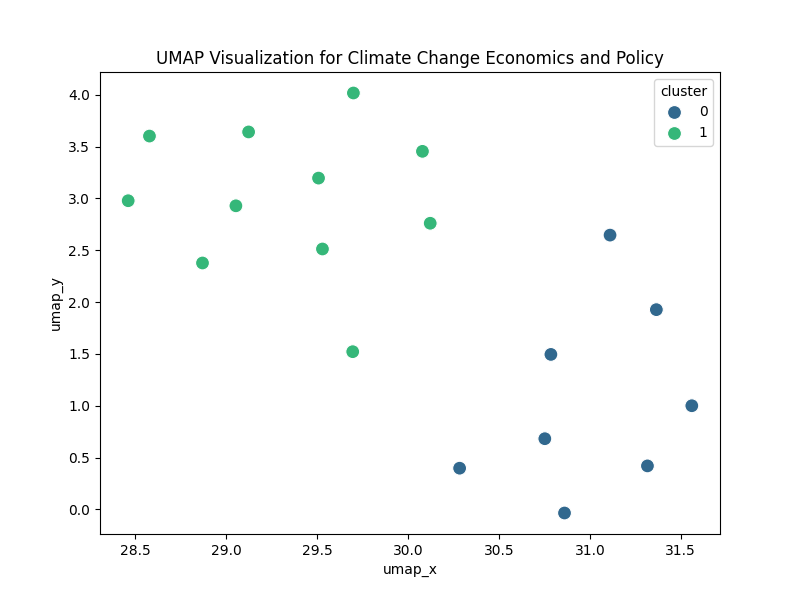 UMAP Visualization for Climate Change Economics and Policy
cluster
0
1
4.0
3.5
3.0
2.5
2.0
1.5
1.0
0.5
0.0
umap_y
28.5 29.0 29.5 30.0 30.5 31.0 31.5
umap_x